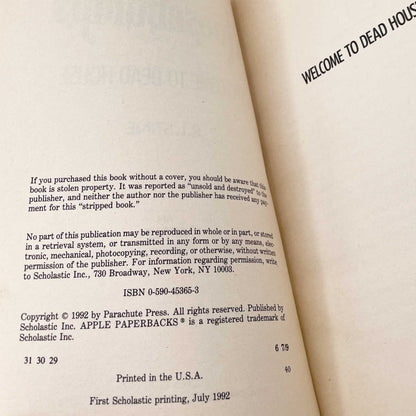 If you purchased this book without a cover, you should be aware that this
book is stolen property. It was reported as "unsold and destroyed" to the
publisher, and neither the author nor the publisher has received any pay-
ment for this "stripped book."
No part of this publication may be reproduced in whole or in part, or stored
in a retrieval system, or transmitted in any form or by any means, elec-
tronic, mechanical, photocopying, recording, or otherwise, without written
permission of the publisher. For information regarding permission, write
to Scholastic Inc., 730 Broadway, New York, NY 10003.
ISBN 0-590-45365-3
Copyright © 1992 by Parachute Press. All rights reserved. Published by
Scholastic Inc. APPLE PAPERBACKS ® is a registered trademark of
Scholastic Inc.
31 30 29
6 7/9
Printed in the U.S.A.
40
First Scholastic printing, July 1992
WELCOME TO DEAD HOUS